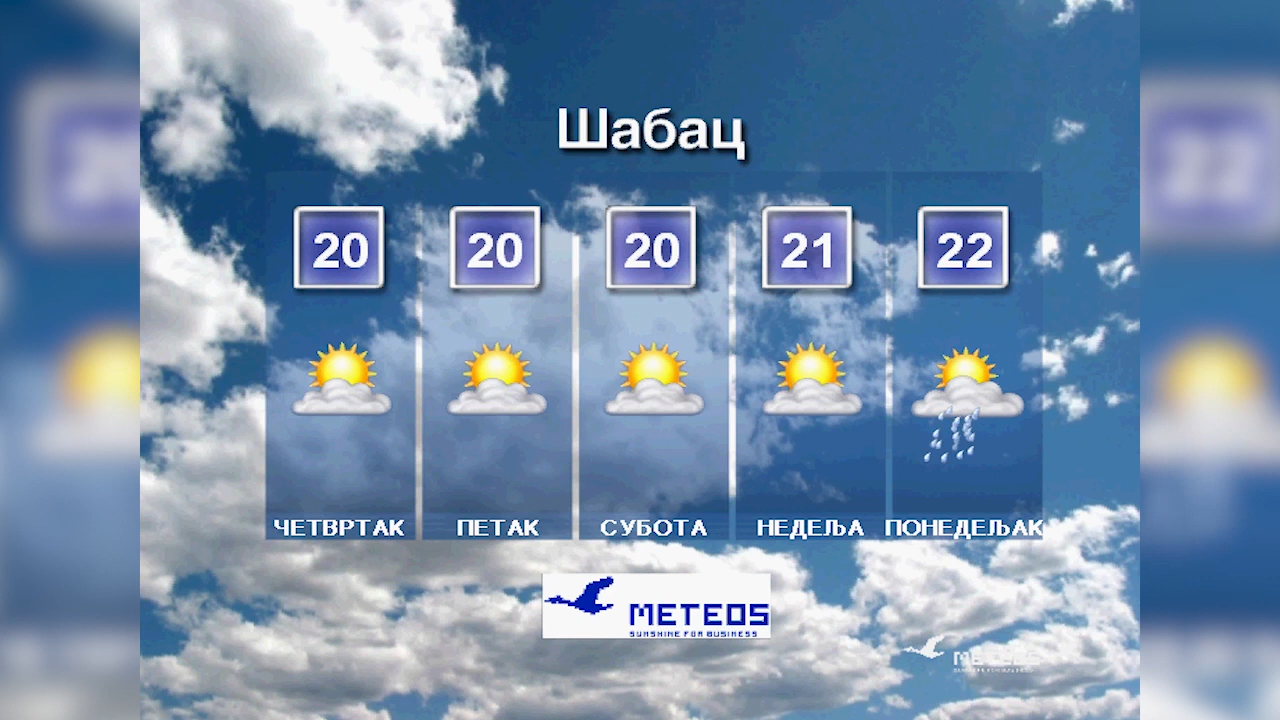 Шабац
20 20 20 21 22
ЧЕТВРТАК ПЕТАК СУБОТА НЕДЕЉА ПОНЕДЕЉАК
METEOS
SUNSHINE FOR BUSINESS